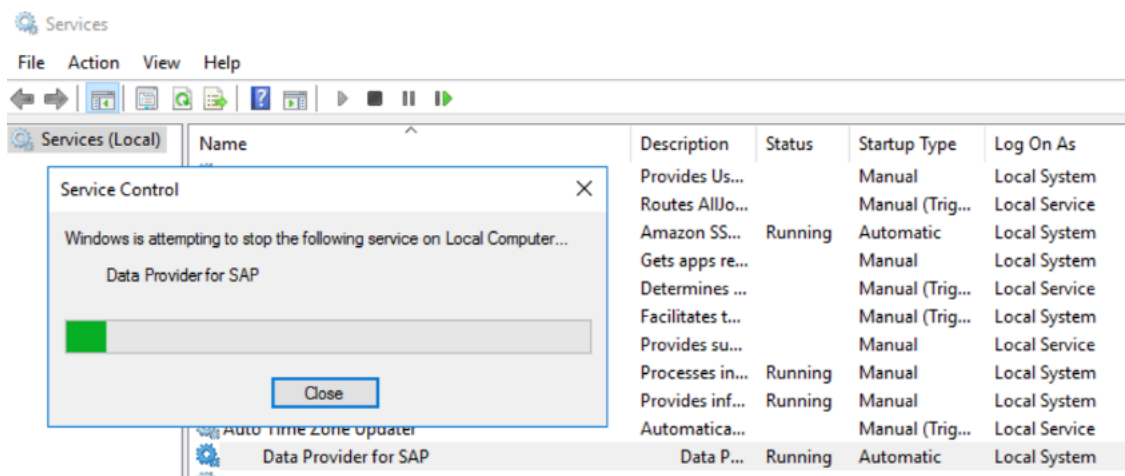 Services
File Action View Help
Services (Local)
Name Description Status Startup Type Log On As
Provides Us... Manual Local System
Routes AllJo... Manual (Trig... Local Service
Amazon SS... Running Automatic Local System
Gets apps re... Manual Local System
Determines ... Manual (Trig... Local Service
Facilitates t... Manual (Trig... Local System
Provides su... Manual Local Service
Processes in... Running Manual Local System
Provides inf... Running Manual Local System
Auto Time Zone Updater Automatica... Manual (Trig... Local Service
Data Provider for SAP Data P... Running Automatic Local System
Service Control
Windows is attempting to stop the following service on Local Computer...
Data Provider for SAP
Close